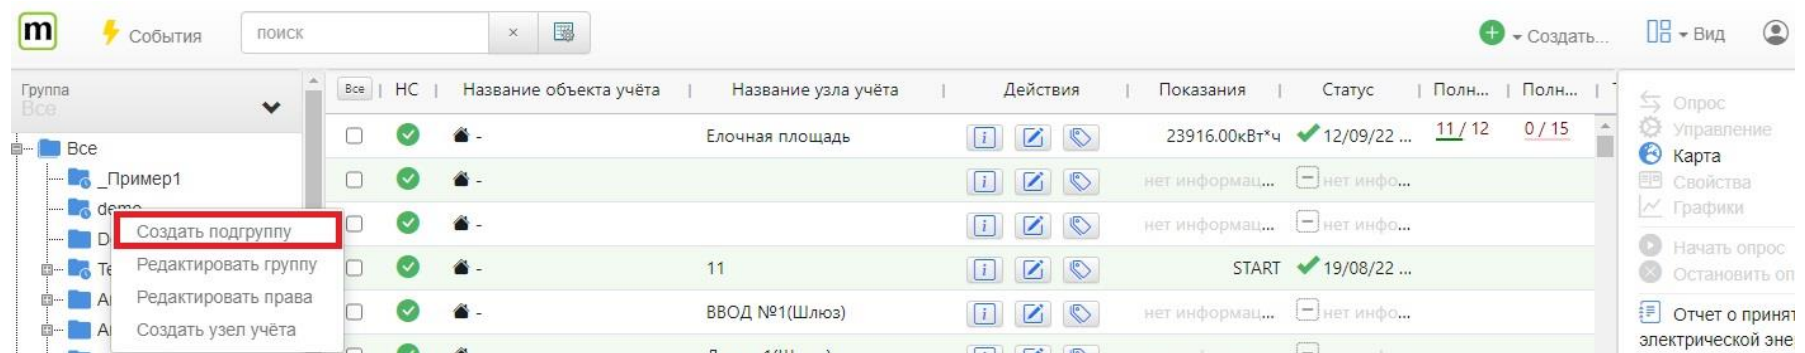 m События поиск × Создать... Вид
Группа
Все
Все НС Название объекта учёта Название узла учёта Действия Показания Статус Полн... Полн...
Все
_Пример1
demo
Создать подгруппу
Редактировать группу
Редактировать права
Создать узел учёта
- Елочная площадь 23916.00кВт*ч 12/09/22 ... 11 / 12 0 / 15
- нет информац... нет инфо...
- нет информац... нет инфо...
- 11 START 19/08/22 ...
- ВВОД №1(Шлюз) нет информац... нет инфо...
Опрос
Управление
Карта
Свойства
Графики
Начать опрос
Остановить оп
Отчет о принят
электрической эне